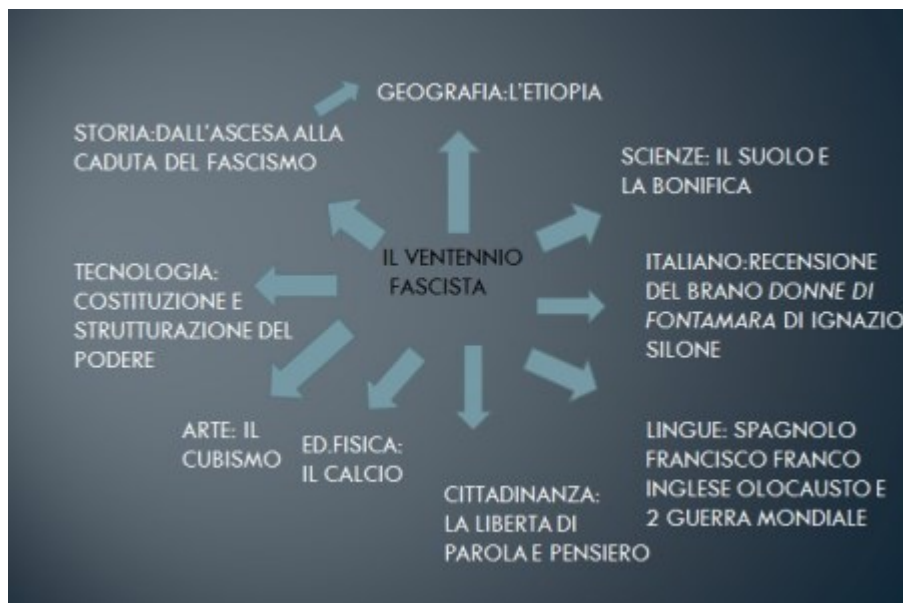 GEOGRAFIA:L'ETIOPIA
STORIA:DALL'ASCESA ALLA
CADUTA DEL FASCISMO
SCIENZE: IL SUOLO E
LA BONIFICA
IL VENTENNIO
FASCISTA
TECNOLOGIA:
COSTITUZIONE E
STRUTTURAZIONE DEL
PODERE
ITALIANO:RECENSIONE
DEL BRANO DONNE DI
FONTAMARA DI IGNAZIO
SILONE
ARTE: IL
CUBISMO
ED.FISICA:
IL CALCIO
CITTADINANZA:
LA LIBERTA DI
PAROLA E PENSIERO
LINGUE: SPAGNOLO
FRANCISCO FRANCO
INGLESE OLOCAUSTO E
2 GUERRA MONDIALE